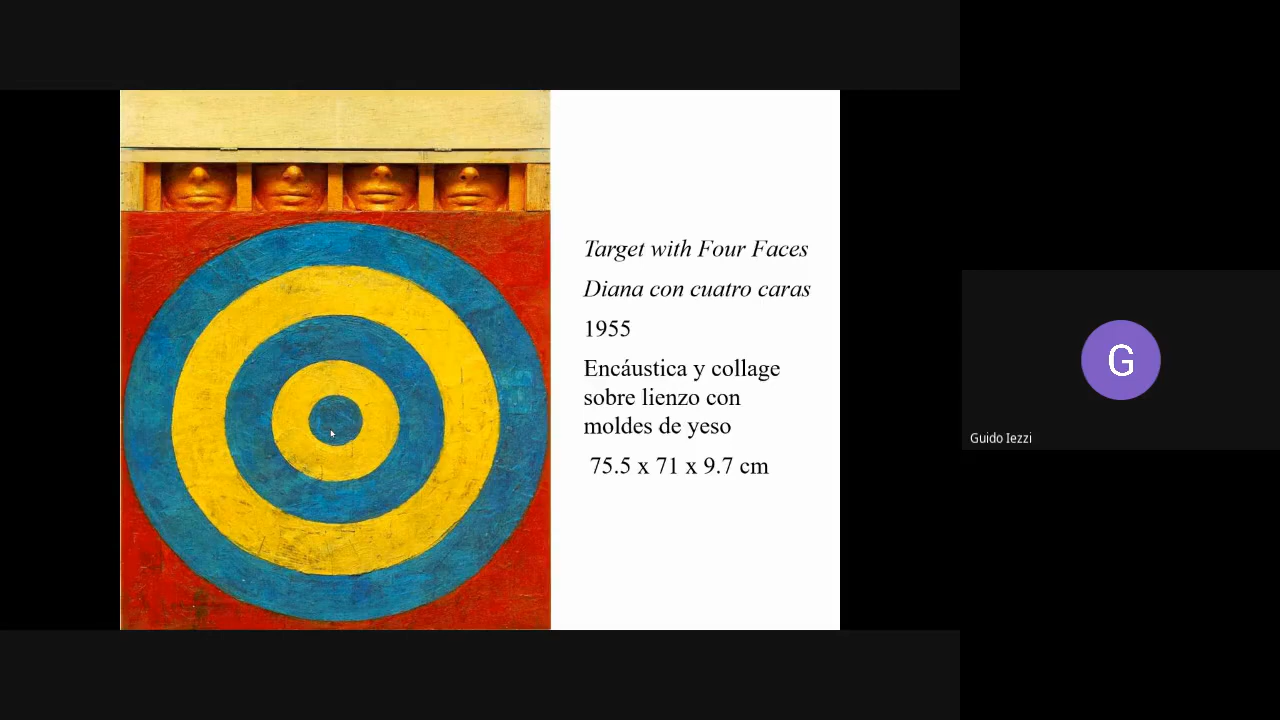 Target with Four Faces
Diana con cuatro caras
1955
Encáustica y collage
sobre lienzo con
moldes de yeso
75.5 x 71 x 9.7 cm
G
Guido Iezzi